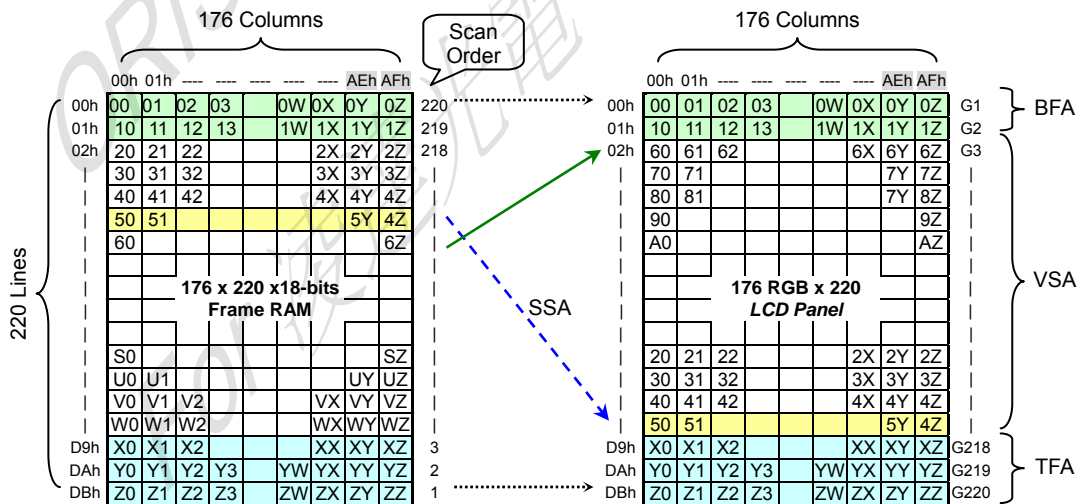 176 Columns 176 Columns
Scan
Order
00h 01h ---- ---- ---- ---- ---- AEh AFh 00h 01h ---- ---- ---- ---- ---- AEh AFh
00h 00 01 02 03 0W 0X 0Y 0Z 220 00h 00 01 02 03 0W 0X 0Y 0Z G1
BFA
01h 10 11 12 13 1W 1X 1Y 1Z 219 01h 10 11 12 13 1W 1X 1Y 1Z G2
02h 20 21 22 2X 2Y 2Z 218 02h 60 61 62 6X 6Y 6Z G3
30 31 32 3X 3Y 3Z 70 71 7Y 7Z
40 41 42 4X 4Y 4Z 80 81 7Y 8Z
50 51 5Y 4Z 90 9Z
60 6Z A0 AZ
220 Lines
176 x 220 x18-bits 176 RGB x 220
Frame RAM LCD Panel
SSA
VSA
S0 SZ 20 21 22 2X 2Y 2Z
U0 U1 UY UZ 30 31 32 3X 3Y 3Z
V0 V1 V2 VX VY VZ 40 41 42 4X 4Y 4Z
W0 W1 W2 WX WY WZ 50 51 5Y 4Z
D9h X0 X1 X2 XX XY XZ 3 X0 X1 X2 XX XY XZ G218
DAh Y0 Y1 Y2 Y3 YW YX YY YZ 2 DAh Y0 Y1 Y2 Y3 YW YX YY YZ G219
TFA
DBh Z0 Z1 Z2 Z3 ZW ZX ZY ZZ 1 DBh Z0 Z1 Z2 Z3 ZW ZX ZY ZZ G220
D9h
For 凌達光電